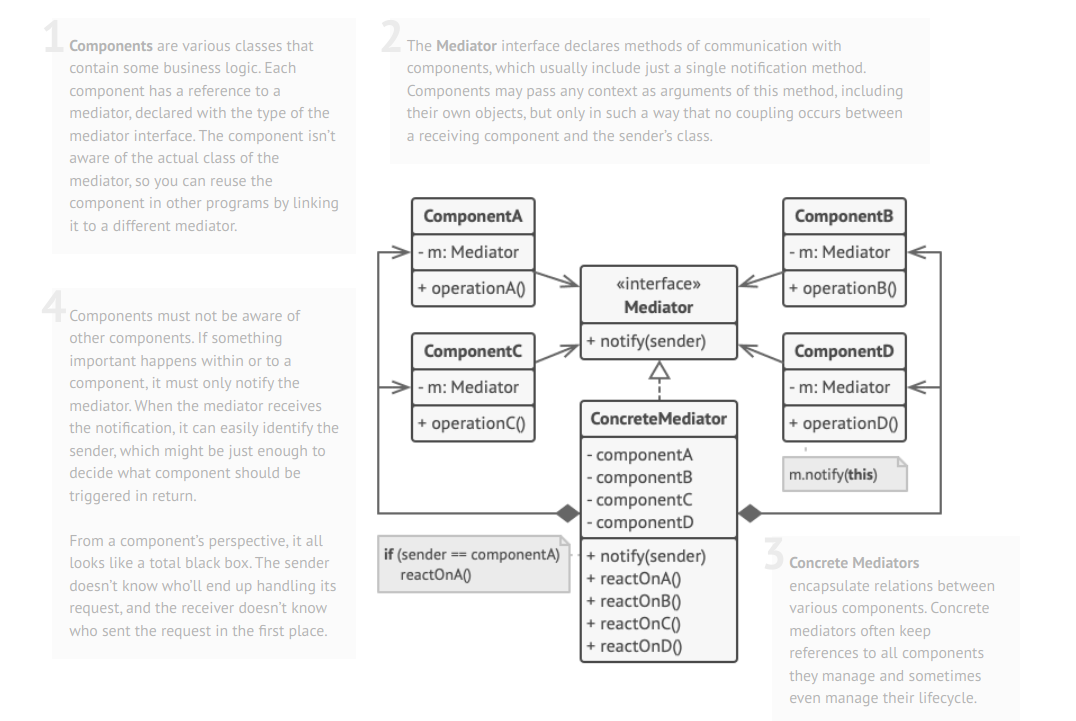 1
Components are various classes that
contain some business logic. Each
component has a reference to a
mediator, declared with the type of the
mediator interface. The component isn't
aware of the actual class of the
mediator, so you can reuse the
component in other programs by linking
it to a different mediator.
2
The Mediator interface declares methods of communication with
components, which usually include just a single notification method.
Components may pass any context as arguments of this method, including
their own objects, but only in such a way that no coupling occurs between
a receiving component and the sender's class.
ComponentA
- m: Mediator
+ operationA()
ComponentB
- m: Mediator
+ operationB()
«interface»
Mediator
+ notify(sender)
4
Components must not be aware of
other components. If something
important happens within or to a
component, it must only notify the
mediator. When the mediator receives
the notification, it can easily identify the
sender, which might be just enough to
decide what component should be
triggered in return.
From a component's perspective, it all
looks like a total black box. The sender
doesn't know who'll end up handling its
request, and the receiver doesn't know
who sent the request in the first place.
ComponentC
- m: Mediator
+ operationC()
ComponentD
- m: Mediator
+ operationD()
m.notify(this)
ConcreteMediator
- componentA
- componentB
- componentC
- componentD
+ notify(sender)
+ reactOnA()
+ reactOnB()
+ reactOnC()
+ reactOnD()
if (sender == componentA)
reactOnA()
3
Concrete Mediators
encapsulate relations between
various components. Concrete
mediators often keep
references to all components
they manage and sometimes
even manage their lifecycle.